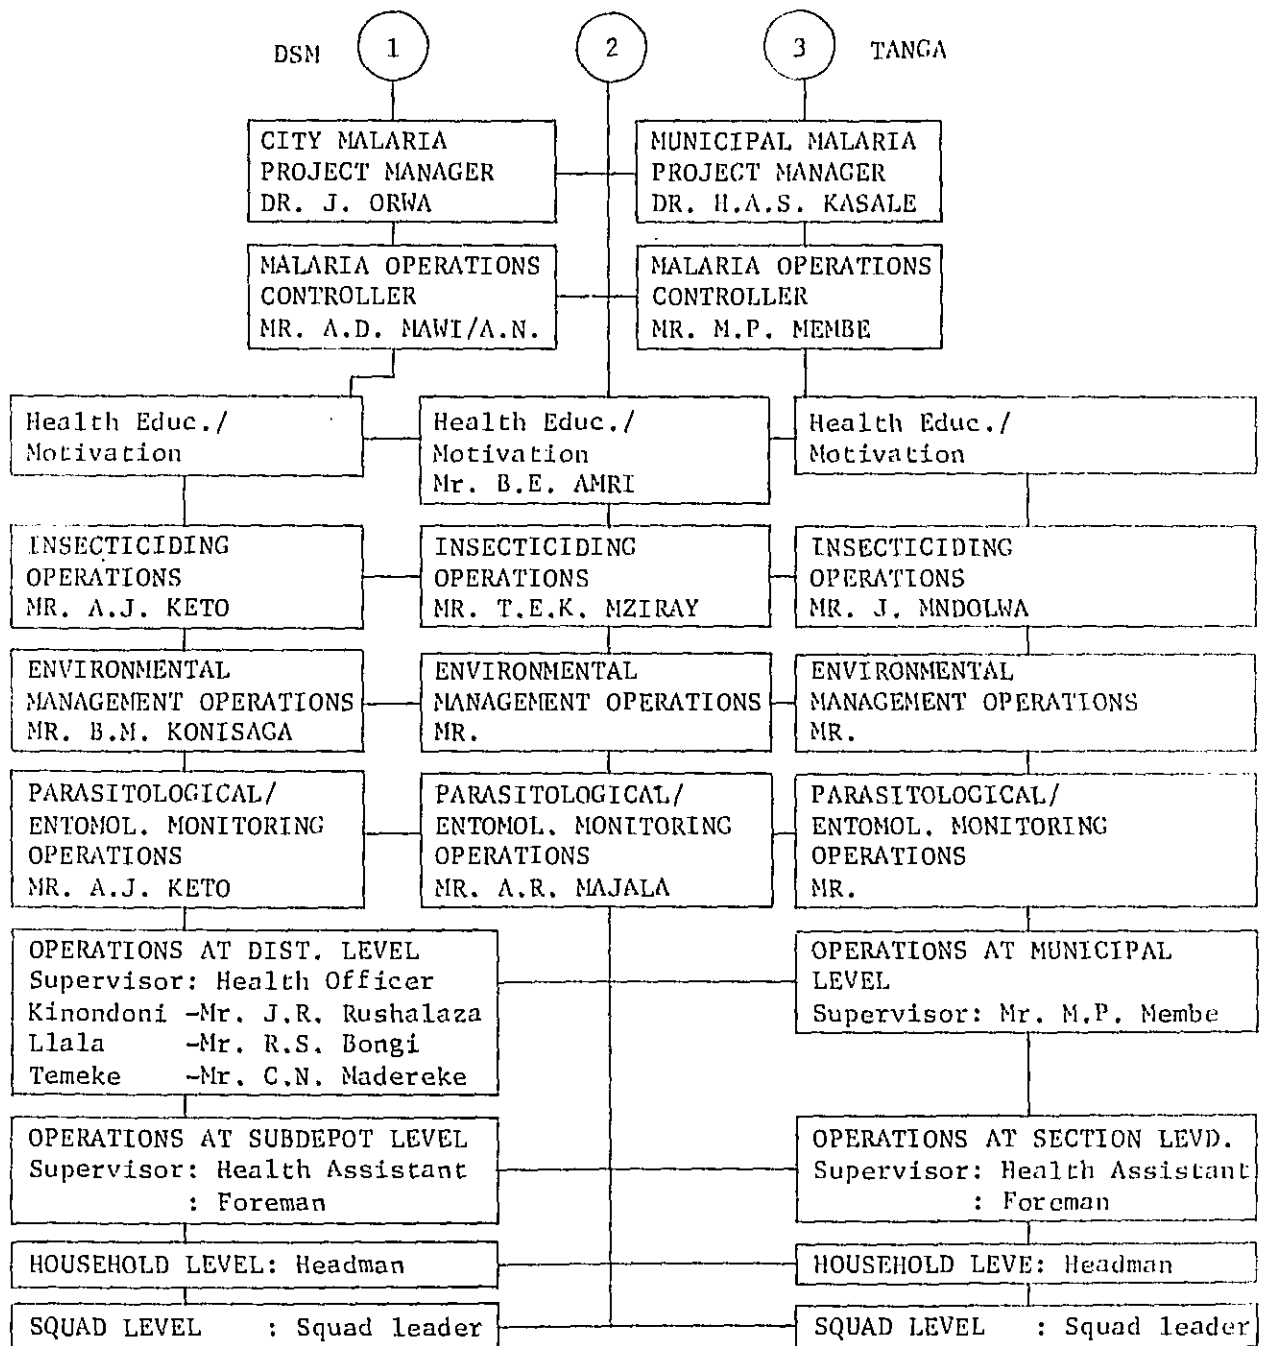 DSM 1 2 3 TANGA
CITY MALARIA
PROJECT MANAGER
DR. J. ORWA
MUNICIPAL MALARIA
PROJECT MANAGER
DR. H.A.S. KASALE
MALARIA OPERATIONS
CONTROLLER
MR. A.D. MAWI/A.N.
MALARIA OPERATIONS
CONTROLLER
MR. M.P. MEMBE
Health Educ./
Motivation
Health Educ./
Motivation
Mr. B.E. AMRI
Health Educ./
Motivation
INSECTICIDING
OPERATIONS
MR. A.J. KETO
INSECTICIDING
OPERATIONS
MR. T.E.K. MZIRAY
INSECTICIDING
OPERATIONS
MR. J. MNDOLWA
ENVIRONMENTAL
MANAGEMENT OPERATIONS
MR. B.M. KONISAGA
ENVIRONMENTAL
MANAGEMENT OPERATIONS
MR.
ENVIRONMENTAL
MANAGEMENT OPERATIONS
MR.
PARASITOLOGICAL/
ENTOMOL. MONITORING
OPERATIONS
MR. A.J. KETO
PARASITOLOGICAL/
ENTOMOL. MONITORING
OPERATIONS
MR. A.R. MAJALA
PARASITOLOGICAL/
ENTOMOL. MONITORING
OPERATIONS
MR.
OPERATIONS AT DIST. LEVEL
Supervisor: Health Officer
Kinondoni -Mr. J.R. Rushalaza
Llala -Mr. R.S. Bongi
Temeke -Mr. C.N. Madereke
OPERATIONS AT MUNICIPAL
LEVEL
Supervisor: Mr. M.P. Membe
OPERATIONS AT SUBDEPOT LEVEL
Supervisor: Health Assistant
: Foreman
OPERATIONS AT SECTION LEVD.
Supervisor: Health Assistant
: Foreman
HOUSEHOLD LEVEL: Headman
HOUSEHOLD LEVE: Headman
SQUAD LEVEL : Squad leader
SQUAD LEVEL : Squad leader